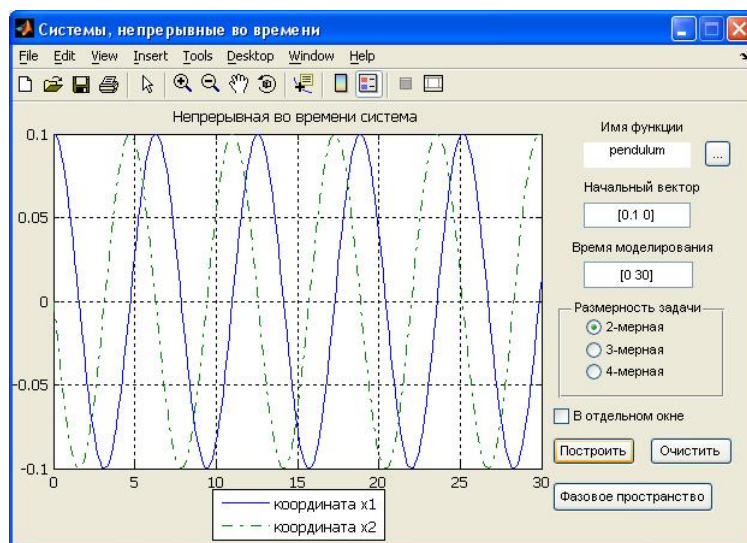 Системы, непрерывные во времени
File Edit View Insert Tools Desktop Window Help
Непрерывная во времени система
0.1
0.05
0
-0.05
-0.1
0 5 10 15 20 25 30
координата x1
координата x2
Имя функции
pendulum ...
Начальный вектор
[0.1 0]
Время моделирования
[0 30]
Размерность задачи
2-мерная
3-мерная
4-мерная
В отдельном окне
Построить Очистить
Фазовое пространство